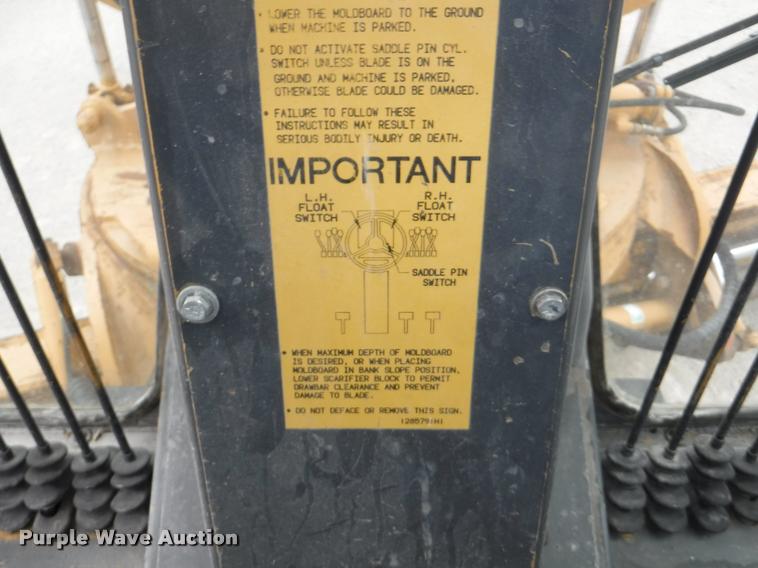 • LOWER THE MOLDBOARD TO THE GROUND
WHEN MACHINE IS PARKED.
• DO NOT ACTIVATE SADDLE PIN CYL.
SWITCH UNLESS BLADE IS ON THE
GROUND AND MACHINE IS PARKED,
OTHERWISE BLADE COULD BE DAMAGED.
• FAILURE TO FOLLOW THESE
INSTRUCTIONS MAY RESULT IN
SERIOUS BODILY INJURY OR DEATH.
IMPORTANT
L.H.
FLOAT
SWITCH
R.H.
FLOAT
SWITCH
SADDLE PIN
SWITCH
• WHEN MAXIMUM DEPTH OF MOLDBOARD
IS DESIRED, OR WHEN PLACING
MOLDBOARD IN BANK SLOPE POSITION,
LOWER SCARIFIER BLOCK TO PERMIT
DRAWBAR CLEARANCE AND PREVENT
DAMAGE TO BLADE.
• DO NOT DEFACE OR REMOVE THIS SIGN.
128579(H)
Purple Wave Auction